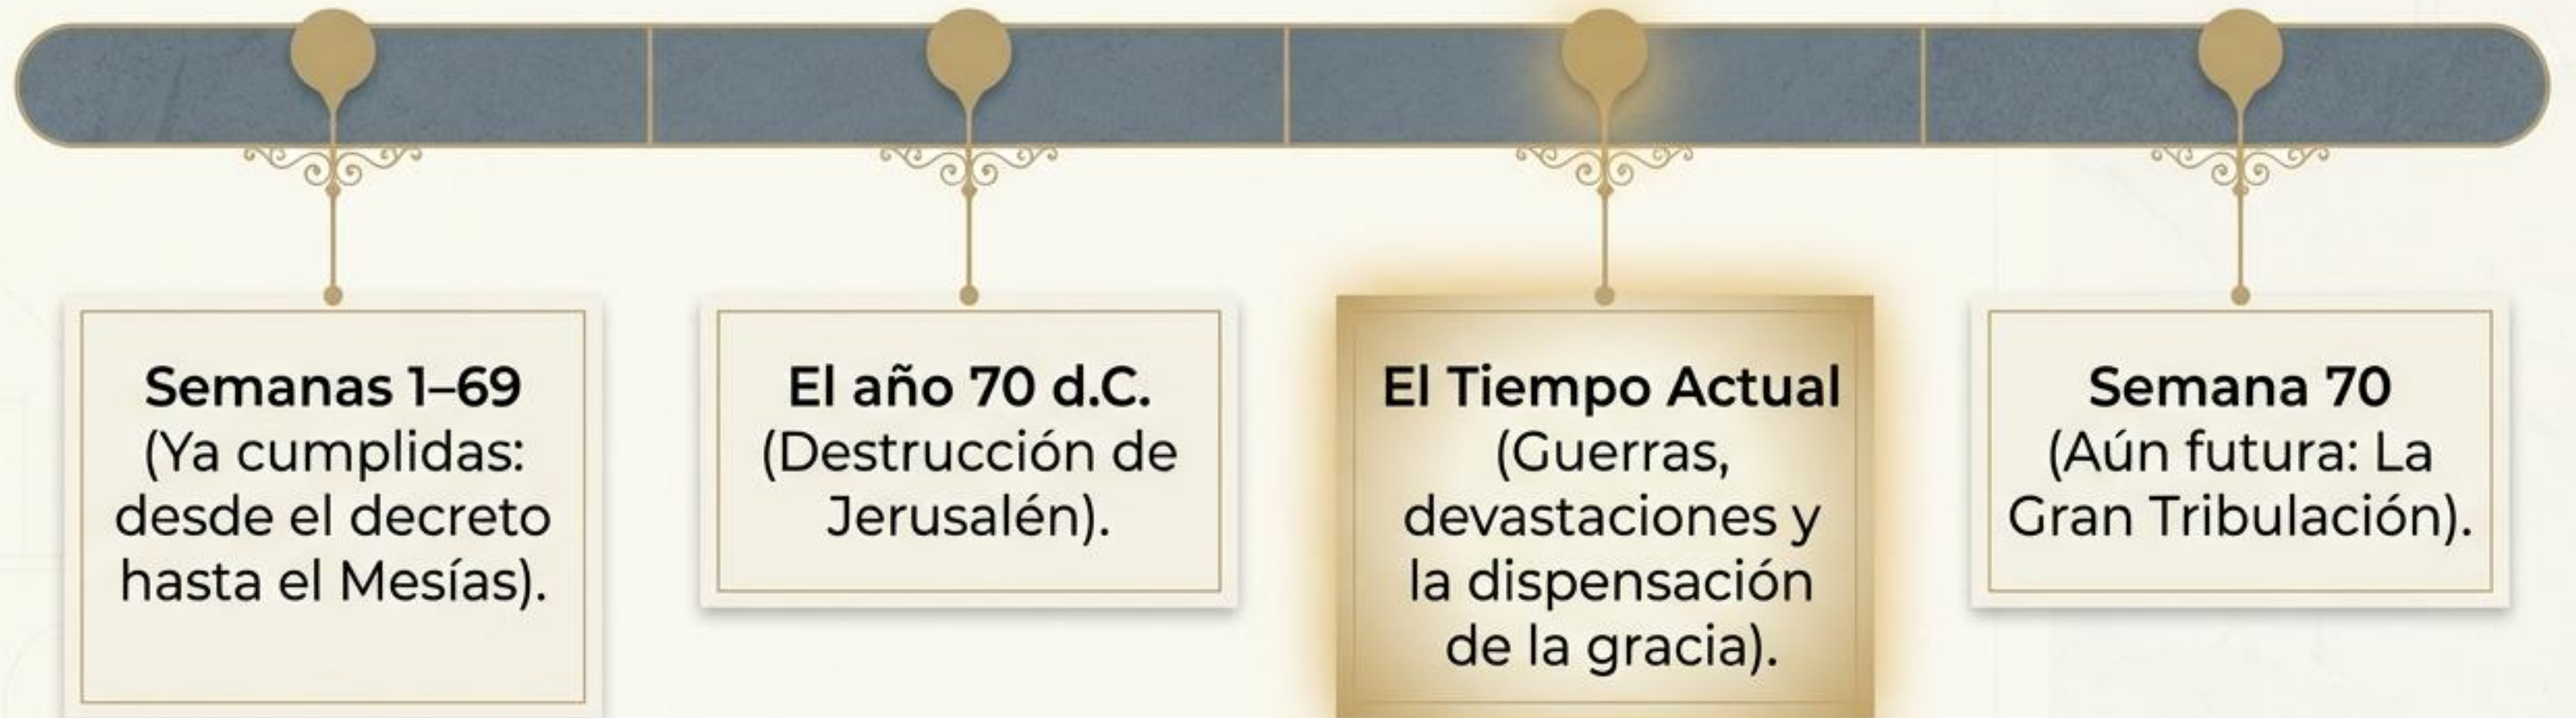 Semanas 1–69
(Ya cumplidas:
desde el decreto
hasta el Mesías).
El año 70 d.C.
(Destrucción de
Jerusalén).
El Tiempo Actual
(Guerras,
devastaciones y
la dispensación
de la gracia).
Semana 70
(Aún futura: La
Gran Tribulación).